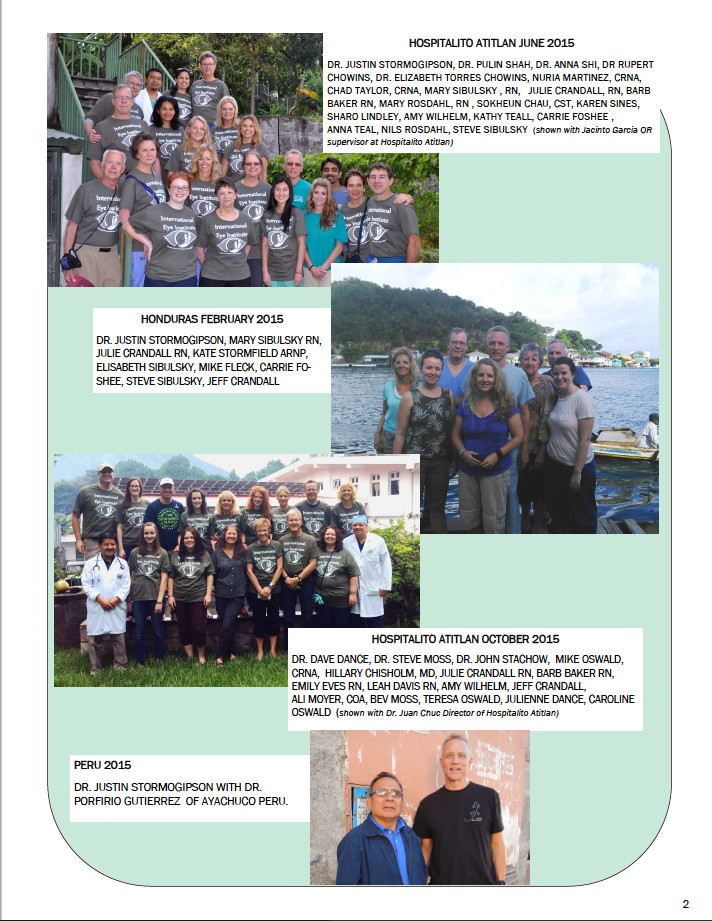 HOSPITALITO ATITLAN JUNE 2015
DR. JUSTIN STORMOGIPSON, DR. PULIN SHAH, DR. ANNA SHI, DR RUPERT
CHOWINS, DR. ELIZABETH TORRES CHOWINS, NURIA MARTINEZ, CRNA,
CHAD TAYLOR, CRNA, MARY SIBULSKY , RN, JULIE CRANDALL, RN, BARB
BAKER RN, MARY ROSDAHL, RN , SOKHEUN CHAU, CST, KAREN SINES,
SHARO LINDLEY, AMY WILHELM, KATHY TEALL, CARRIE FOSHEE ,
ANNA TEAL, NILS ROSDAHL, STEVE SIBULSKY (shown with Jacinto Garcia OR
supervisor at Hospitalito Atitlan)
International
Eye Institute
International
Eye Institute
International
Eye Institute
HONDURAS FEBRUARY 2015
DR. JUSTIN STORMOGIPSON, MARY SIBULSKY RN,
JULIE CRANDALL RN, KATE STORMFIELD ARNP,
ELISABETH SIBULSKY, MIKE FLECK, CARRIE FO-
SHEE, STEVE SIBULSKY, JEFF CRANDALL
HOSPITALITO ATITLAN OCTOBER 2015
DR. DAVE DANCE, DR. STEVE MOSS, DR. JOHN STACHOW, MIKE OSWALD,
CRNA, HILLARY CHISHOLM, MD, JULIE CRANDALL RN, BARB BAKER RN,
EMILY EVES RN, LEAH DAVIS RN, AMY WILHELM, JEFF CRANDALL,
ALI MOYER, COA, BEV MOSS, TERESA OSWALD, JULIENNE DANCE, CAROLINE
OSWALD (shown with Dr. Juan Chuc Director of Hospitalito Atitlan)
PERU 2015
DR. JUSTIN STORMOGIPSON WITH DR.
PORFIRIO GUTIERREZ OF AYACHUCO PERU.
2